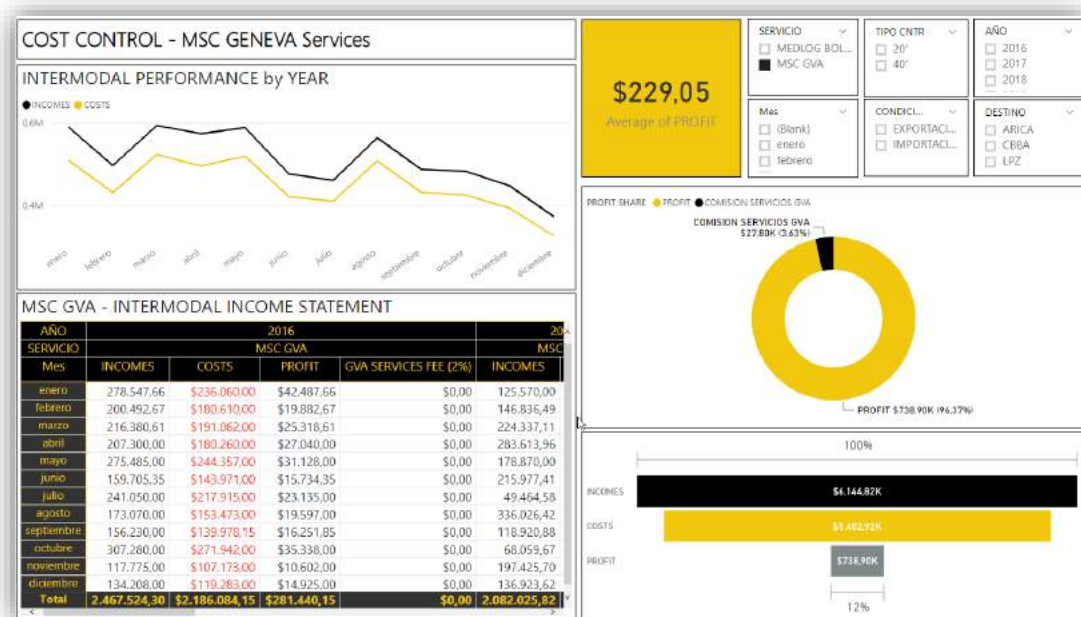 COST CONTROL - MSC GENEVA Services
INTERMODAL PERFORMANCE by YEAR
INCOMES COSTS
0,6M
0,4M
enero febrero marzo abril mayo junio julio agosto septiembre octubre noviembre diciembre
$229,05
Average of PROFIT
SERVICIO
MEDLOG BOL...
MSC GVA
TIPO CNTR
20'
40'
AÑO
2016
2017
2018
Mes
(Blank)
enero
febrero
CONDICI...
EXPORTACI...
IMPORTACI...
DESTINO
ARICA
CBBA
LPZ
PROFIT SHARE PROFIT COMISION SERVICIOS GVA
COMISION SERVICIOS GVA
$27.80K (3.63%)
PROFIT $738.90K (96.37%)
MSC GVA - INTERMODAL INCOME STATEMENT
AÑO 2016 20
SERVICIO MSC GVA MSC
Mes INCOMES COSTS PROFIT GVA SERVICES FEE (2%) INCOMES
enero 278.547,66 $236.060,00 $42.487,66 $0,00 125.570,00
febrero 200.492,67 $180.610,00 $19.882,67 $0,00 146.836,49
marzo 216.380,61 $191.062,00 $25.318,61 $0,00 224.337,11
abril 207.300,00 $180.260,00 $27.040,00 $0,00 283.613,96
mayo 275.485,00 $244.357,00 $31.128,00 $0,00 178.870,00
junio 159.705,35 $143.971,00 $15.734,35 $0,00 215.977,41
julio 241.050,00 $217.915,00 $23.135,00 $0,00 49.464,58
agosto 173.070,00 $153.473,00 $19.597,00 $0,00 336.026,42
septiembre 156.230,00 $139.978,15 $16.251,85 $0,00 118.920,88
octubre 307.280,00 $271.942,00 $35.338,00 $0,00 68.059,67
noviembre 117.775,00 $107.173,00 $10.602,00 $0,00 197.425,70
diciembre 134.208,00 $119.283,00 $14.925,00 $0,00 136.923,62
Total 2.467.524,30 $2.186.084,15 $281.440,15 $0,00 2.082.025,82
100%
INCOMES $6.144,82K
COSTS $5.402,92K
PROFIT $738,90K
12%